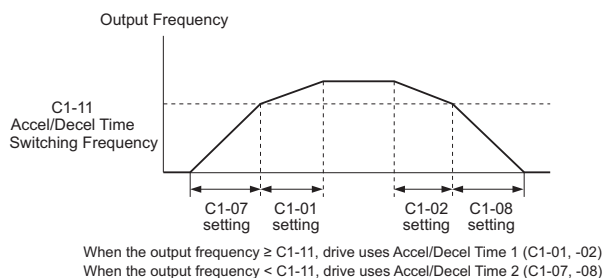 Output Frequency
C1-11
Accel/Decel Time
Switching Frequency
C1-07
setting
C1-01
setting
C1-02
setting
C1-08
setting
When the output frequency ≥ C1-11, drive uses Accel/Decel Time 1 (C1-01, -02)
When the output frequency < C1-11, drive uses Accel/Decel Time 2 (C1-07, -08)